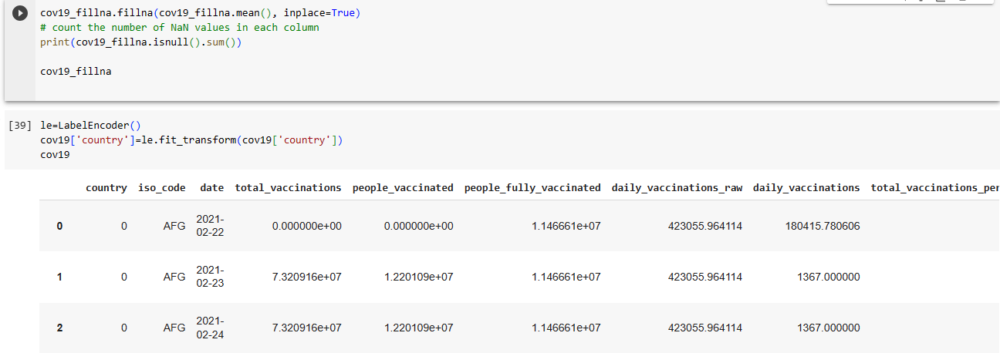 cov19_fillna.fillna(cov19_fillna.mean(), inplace=True)
# count the number of NaN values in each column
print(cov19_fillna.isnull().sum())
cov19_fillna
[39] le=LabelEncoder()
cov19['country']=le.fit_transform(cov19['country'])
cov19
country iso_code date total_vaccinations people_vaccinated people_fully_vaccinated daily_vaccinations_raw daily_vaccinations total_vaccinations_per
0 0 AFG 2021-02-22 0.000000e+00 0.000000e+00 1.146661e+07 423055.964114 180415.780606
1 0 AFG 2021-02-23 7.320916e+07 1.220109e+07 1.146661e+07 423055.964114 1367.000000
2 0 AFG 2021-02-24 7.320916e+07 1.220109e+07 1.146661e+07 423055.964114 1367.000000